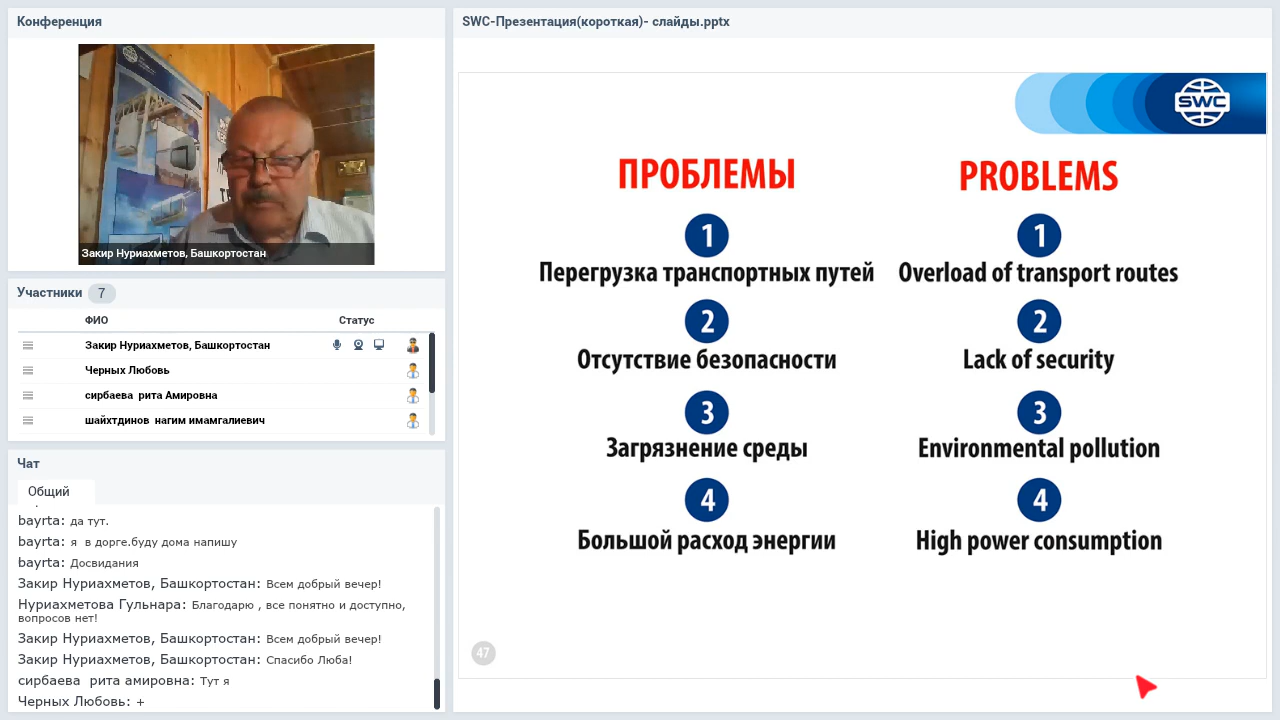 Конференция
Закир Нуриахметов, Башкортостан
Участники 7
ФИО Статус
Закир Нуриахметов, Башкортостан
Черных Любовь
сирбаева рита Амировна
шайхтдинов нагим имамгалиевич
Чат
Общий
bayrta: да тут.
bayrta: я в дорге.буду дома напишу
bayrta: Досвидания
Закир Нуриахметов, Башкортостан: Всем добрый вечер!
Нуриахметова Гульнара: Благодарю , все понятно и доступно,
вопросов нет!
Закир Нуриахметов, Башкортостан: Всем добрый вечер!
Закир Нуриахметов, Башкортостан: Спасибо Люба!
сирбаева рита амировна: Тут я
Черных Любовь: +
SWC-Презентация(короткая)- слайды.pptx
SWC
ПРОБЛЕМЫ
1
Перегрузка транспортных путей
2
Отсутствие безопасности
3
Загрязнение среды
4
Большой расход энергии
PROBLEMS
1
Overload of transport routes
2
Lack of security
3
Environmental pollution
4
High power consumption
47